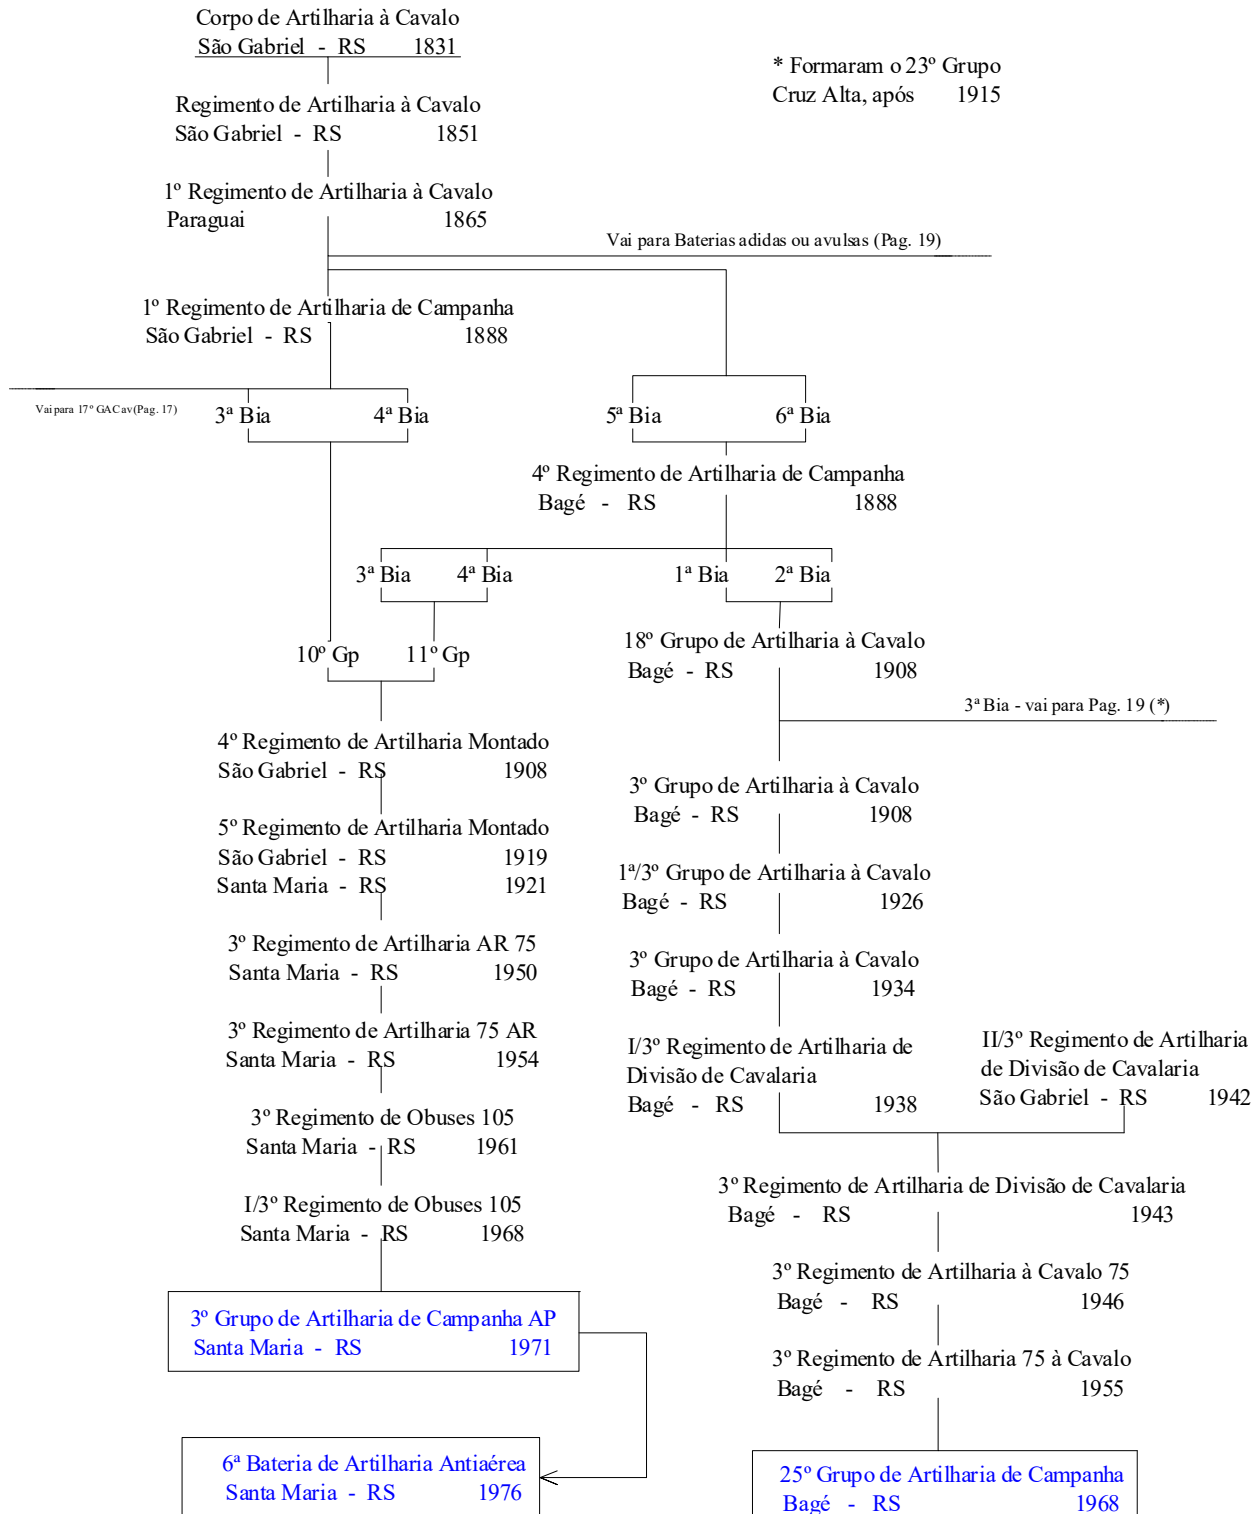 Corpo de Artilharia à Cavalo
São Gabriel - RS 1831
* Formaram o 23º Grupo
Cruz Alta, após 1915
Regimento de Artilharia à Cavalo
São Gabriel - RS 1851
1º Regimento de Artilharia à Cavalo
Paraguai 1865
Vai para Baterias adidas ou avulsas (Pag. 19)
1º Regimento de Artilharia de Campanha
São Gabriel - RS 1888
Vai para 17º GACav (Pag. 17)
3ª Bia 4ª Bia
5ª Bia 6ª Bia
4º Regimento de Artilharia de Campanha
Bagé - RS 1888
3ª Bia 4ª Bia
1ª Bia 2ª Bia
10º Gp 11º Gp
18º Grupo de Artilharia à Cavalo
Bagé - RS 1908
3ª Bia - vai para Pag. 19 (*)
4º Regimento de Artilharia Montado
São Gabriel - RS 1908
5º Regimento de Artilharia Montado
São Gabriel - RS 1919
Santa Maria - RS 1921
3º Regimento de Artilharia AR 75
Santa Maria - RS 1950
3º Regimento de Artilharia 75 AR
Santa Maria - RS 1954
3º Regimento de Obuses 105
Santa Maria - RS 1961
I/3º Regimento de Obuses 105
Santa Maria - RS 1968
3º Grupo de Artilharia de Campanha AP
Santa Maria - RS 1971
6ª Bateria de Artilharia Antiaérea
Santa Maria - RS 1976
3º Grupo de Artilharia à Cavalo
Bagé - RS 1908
1ª/3º Grupo de Artilharia à Cavalo
Bagé - RS 1926
3º Grupo de Artilharia à Cavalo
Bagé - RS 1934
I/3º Regimento de Artilharia de
Divisão de Cavalaria
Bagé - RS 1938
II/3º Regimento de Artilharia
de Divisão de Cavalaria
São Gabriel - RS 1942
3º Regimento de Artilharia de Divisão de Cavalaria
Bagé - RS 1943
3º Regimento de Artilharia à Cavalo 75
Bagé - RS 1946
3º Regimento de Artilharia 75 à Cavalo
Bagé - RS 1955
25º Grupo de Artilharia de Campanha
Bagé - RS 1968